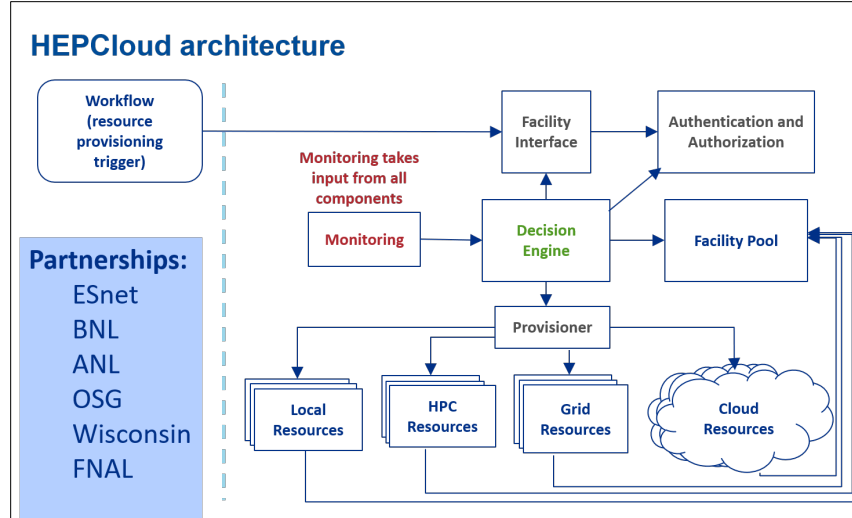 HEPCloud architecture
Workflow
(resource
provisioning
trigger)
Facility
Interface
Authentication and
Authorization
Monitoring takes
input from all
components
Monitoring
Decision
Engine
Facility Pool
Partnerships:
ESnet
BNL
ANL
OSG
Wisconsin
FNAL
Provisioner
Local
Resources
HPC
Resources
Grid
Resources
Cloud
Resources